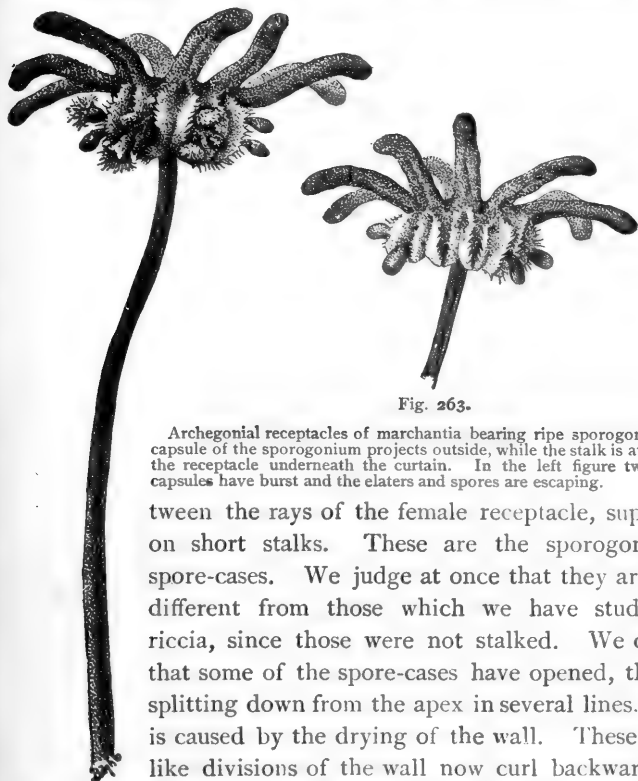 Fig. 263.
Archegonial receptacles of marchantia bearing ripe sporogon
capsule of the sporogonium projects outside, while the stalk is a
the receptacle underneath the curtain. In the left figure tw
capsules have burst and the elaters and spores are escaping.
tween the rays of the female receptacle, sup
on short stalks. These are the sporogon
spore-cases. We judge at once that they ar
different from those which we have stud
riccia, since those were not stalked. We c
that some of the spore-cases have opened, th
splitting down from the apex in several lines.
is caused by the drying of the wall. These
like divisions of the wall now curl backwar